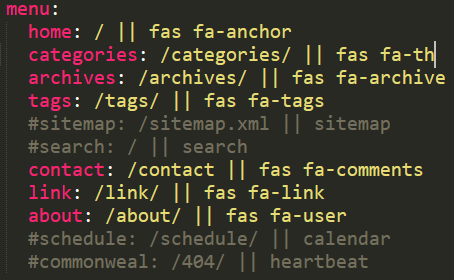 menu:
home: / || fas fa-anchor
categories: /categories/ || fas fa-th
archives: /archives/ || fas fa-archive
tags: /tags/ || fas fa-tags
#sitemap: /sitemap.xml || sitemap
#search: / || search
contact: /contact || fas fa-comments
link: /link/ || fas fa-link
about: /about/ || fas fa-user
#schedule: /schedule/ || calendar
#commonweal: /404/ || heartbeat